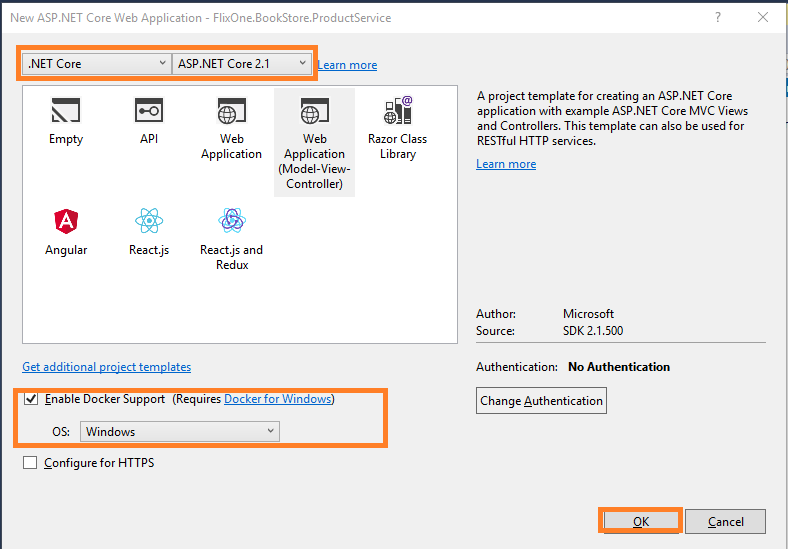 New ASP.NET Core Web Application - FlixOne.BookStore.ProductService
.NET Core
ASP.NET Core 2.1
Learn more
Empty
API
Web
Application
Web
Application
(Model-View-
Controller)
Razor Class
Library
Angular
React.js
React.js and
Redux
A project template for creating an ASP.NET Core
application with example ASP.NET Core MVC Views
and Controllers. This template can also be used for
RESTful HTTP services.
Learn more
Author: Microsoft
Source: SDK 2.1.500
Get additional project templates
Authentication: No Authentication
Change Authentication
Enable Docker Support (Requires Docker for Windows)
OS: Windows
Configure for HTTPS
OK
Cancel